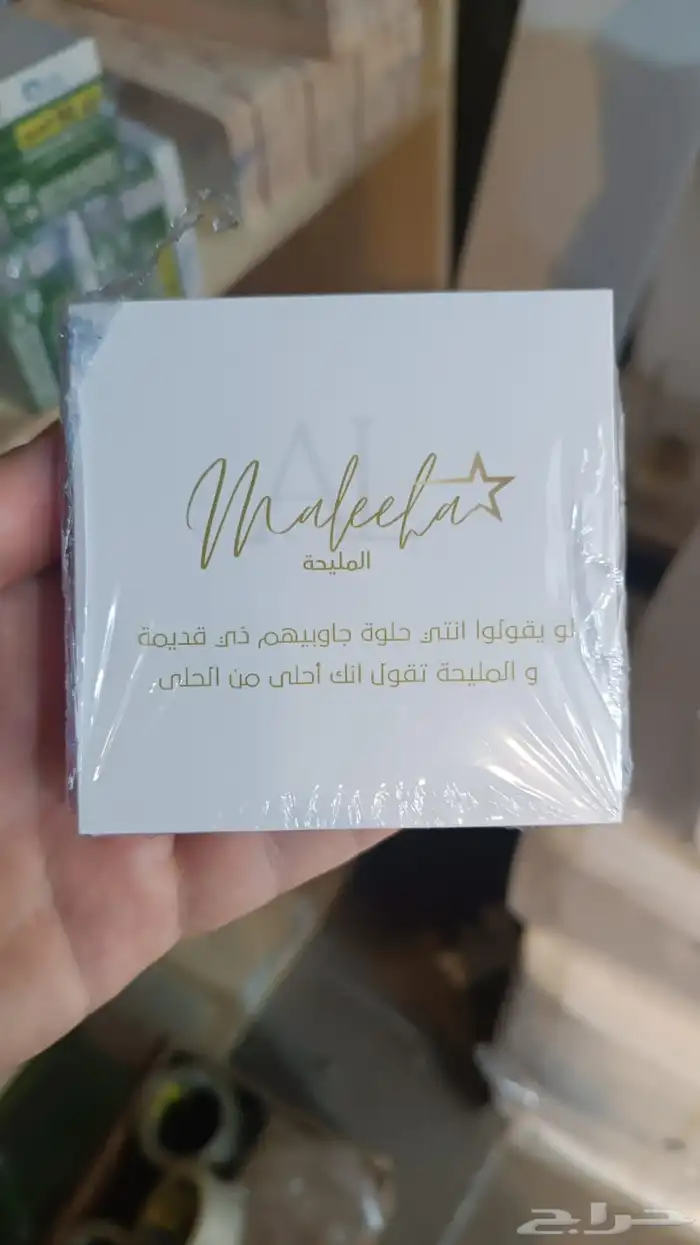 Maleeha
المليحة
لو يقولوا انتي حلوة جاوبيهم ذي قديمة
و المليحة تقول انك أحلى من الحلى
حراج